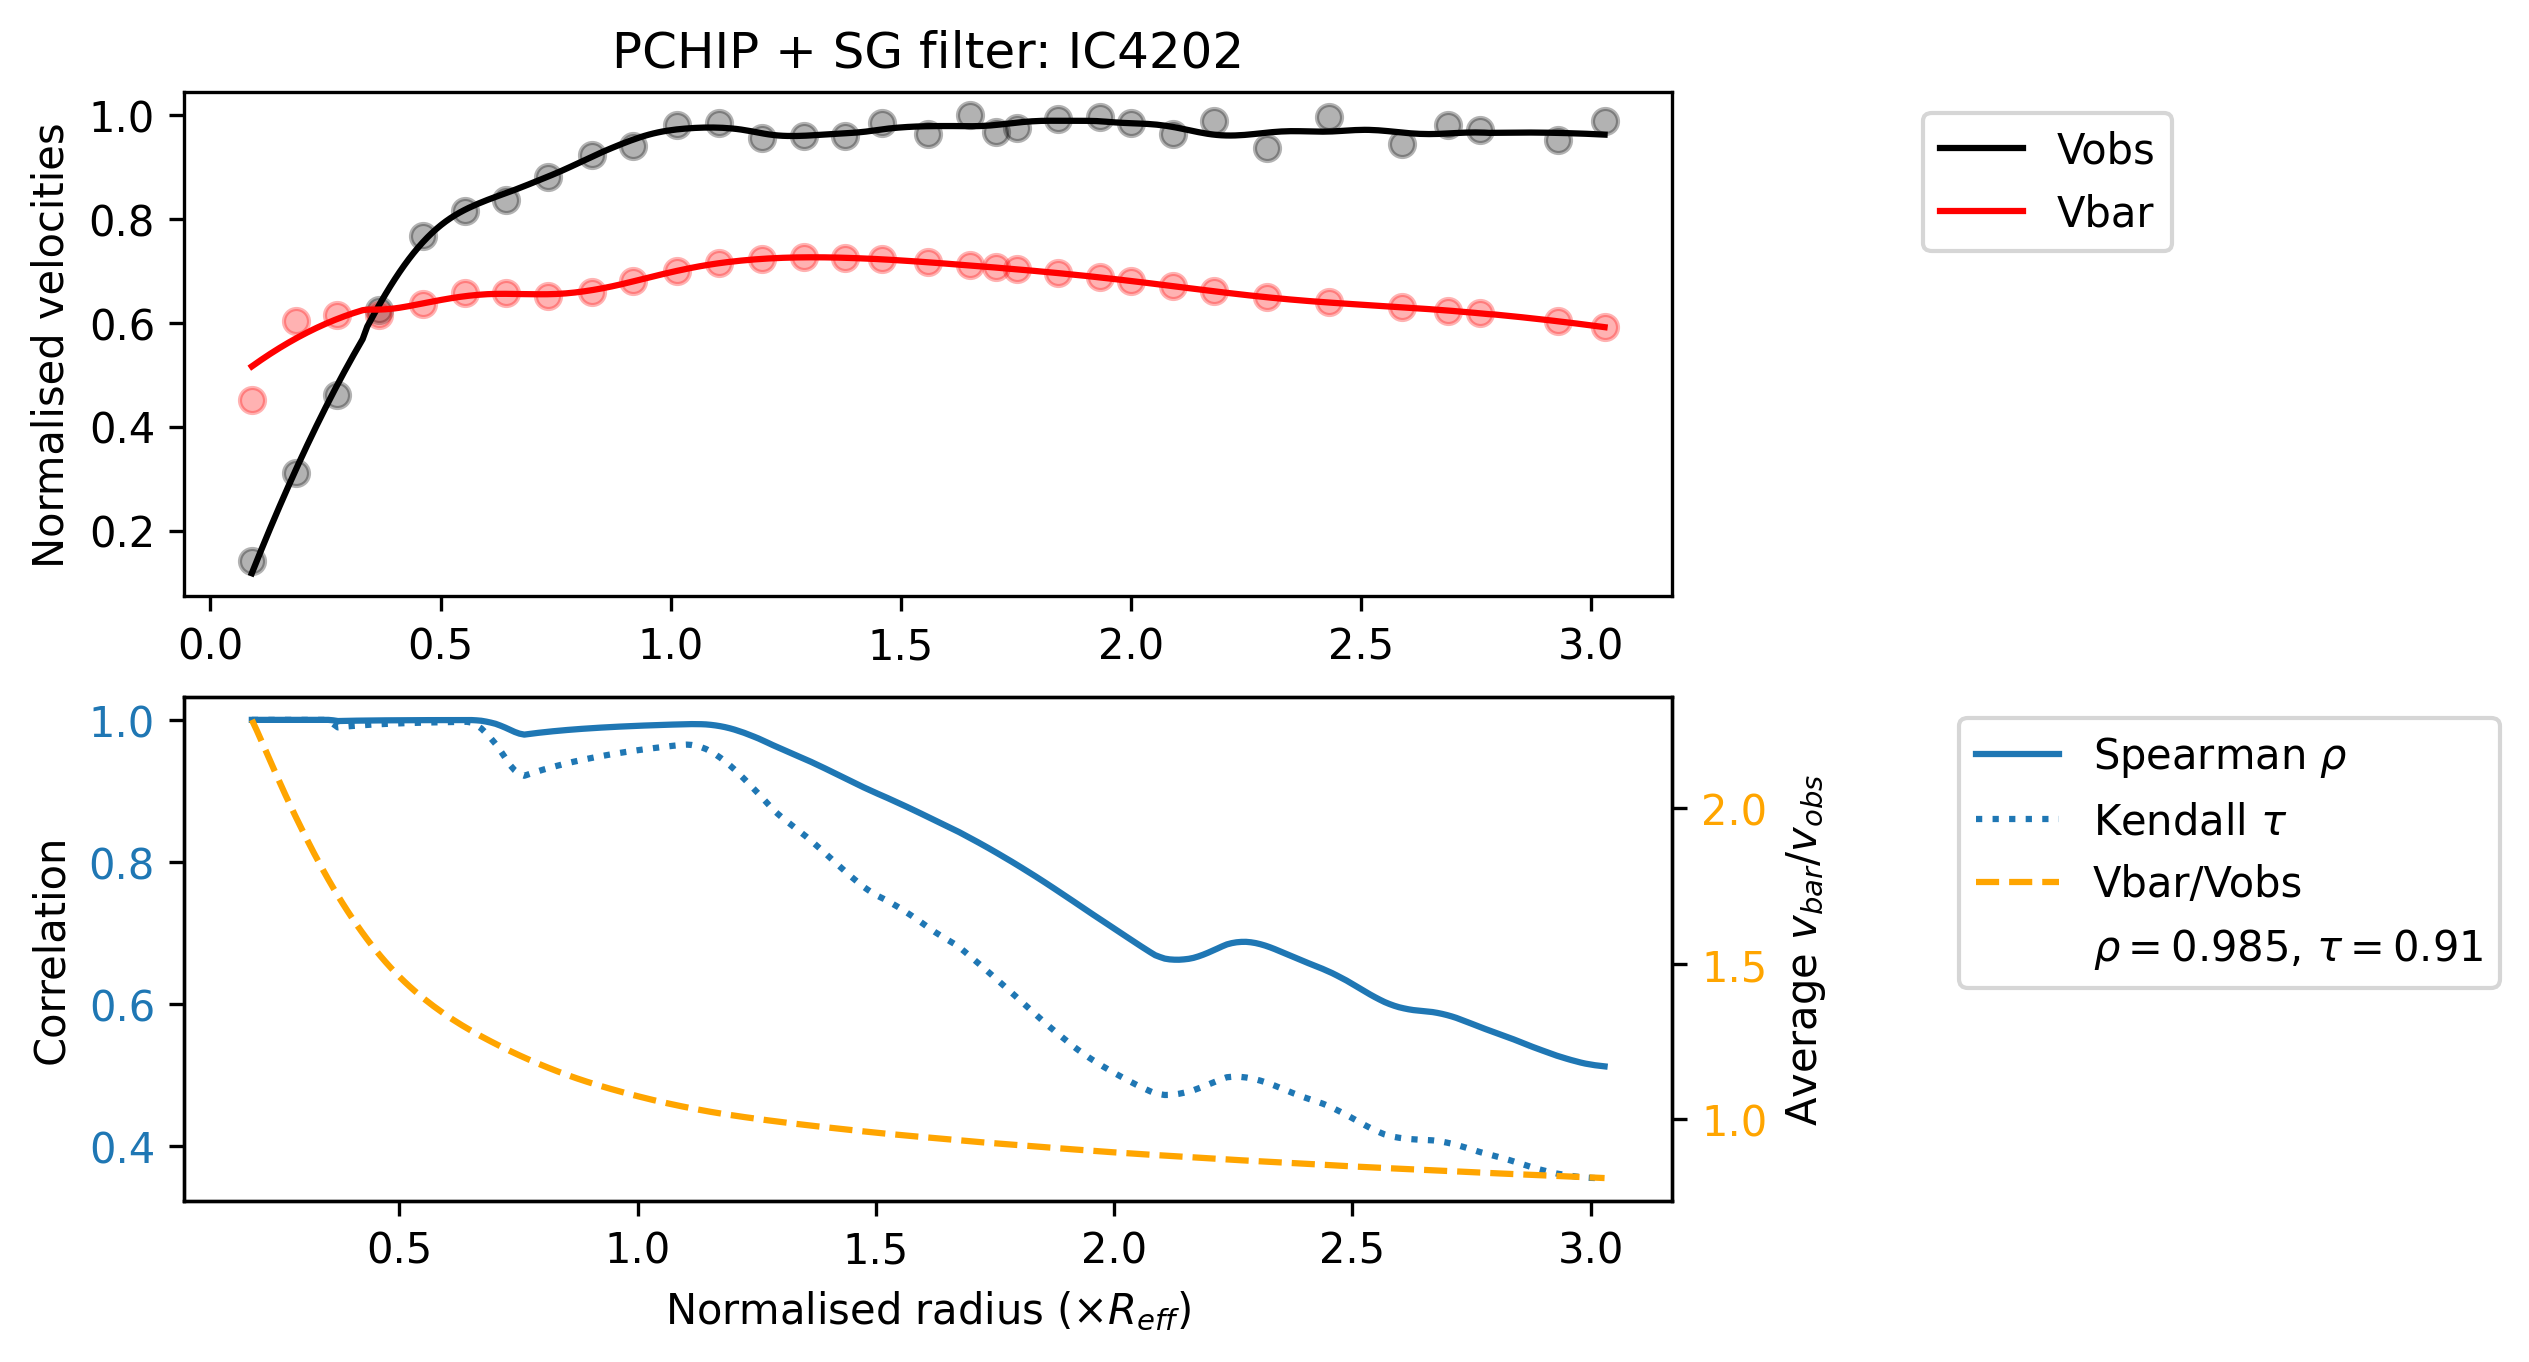 PCHIP + SG filter: IC4202
Normalised velocities
1.0
0.8
0.6
0.4
0.2
0.0 0.5 1.0 1.5 2.0 2.5 3.0
Vobs
Vbar
Correlation
1.0
0.8
0.6
0.4
0.5 1.0 1.5 2.0 2.5 3.0
Normalised radius (×R_eff)
2.0
1.5
1.0
Average v_bar/v_obs
Spearman ρ
Kendall τ
Vbar/Vobs
ρ = 0.985, τ = 0.91